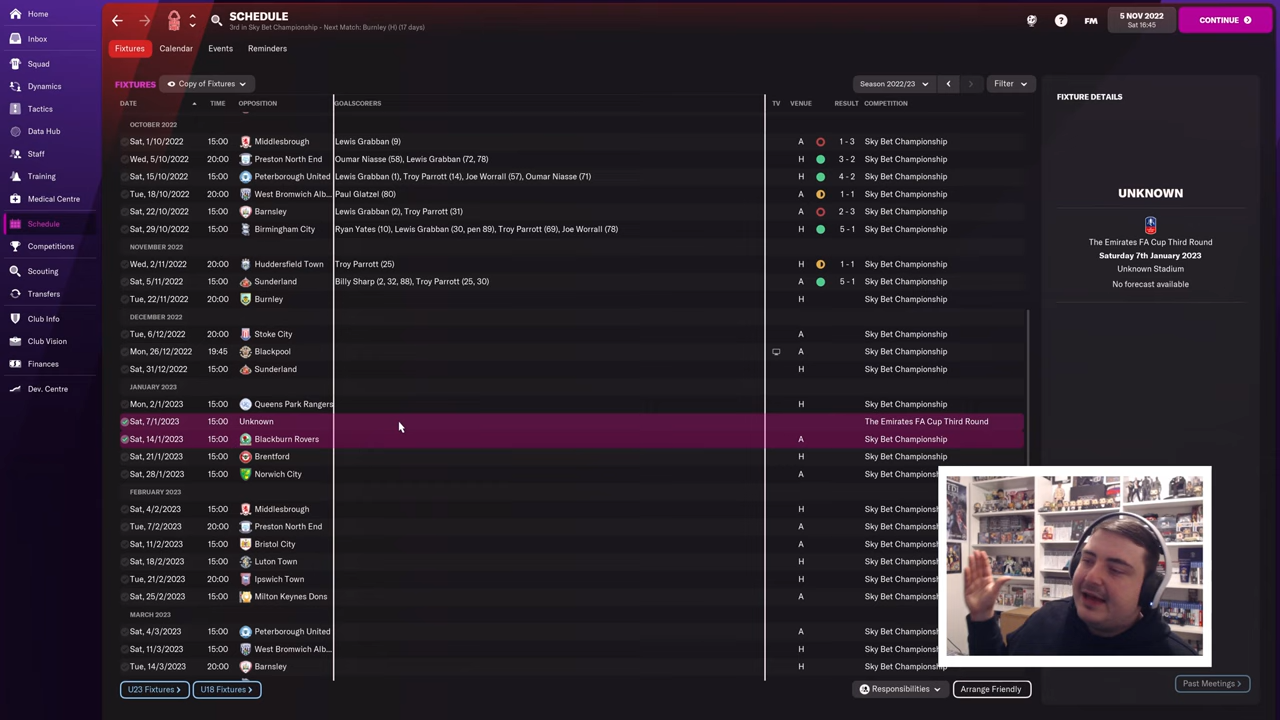 Home
Inbox
Squad
Dynamics
Tactics
Data Hub
Staff
Training
Medical Centre
Schedule
Competitions
Scouting
Transfers
Club Info
Club Vision
Finances
Dev. Centre
SCHEDULE
3rd in Sky Bet Championship - Next Match: Burnley (H) (17 days)
FM
5 NOV 2022
Sat 16:45
CONTINUE
Fixtures Calendar Events Reminders
FIXTURES Copy of Fixtures Season 2022/23 Filter
DATE TIME OPPOSITION GOALSCORERS TV VENUE RESULT COMPETITION
OCTOBER 2022
Sat, 1/10/2022 15:00 Middlesbrough Lewis Grabban (9) A 1 - 3 Sky Bet Championship
Wed, 5/10/2022 20:00 Preston North End Oumar Niasse (58), Lewis Grabban (72, 78) H 3 - 2 Sky Bet Championship
Sat, 15/10/2022 15:00 Peterborough United Lewis Grabban (1), Troy Parrott (14), Joe Worrall (57), Oumar Niasse (71) H 4 - 2 Sky Bet Championship
Tue, 18/10/2022 20:00 West Bromwich Alb... Paul Glatzel (80) A 1 - 1 Sky Bet Championship
Sat, 22/10/2022 15:00 Barnsley Lewis Grabban (2), Troy Parrott (31) A 2 - 3 Sky Bet Championship
Sat, 29/10/2022 15:00 Birmingham City Ryan Yates (10), Lewis Grabban (30, pen 89), Troy Parrott (69), Joe Worrall (78) H 5 - 1 Sky Bet Championship
NOVEMBER 2022
Wed, 2/11/2022 20:00 Huddersfield Town Troy Parrott (25) H 1 - 1 Sky Bet Championship
Sat, 5/11/2022 15:00 Sunderland Billy Sharp (2, 32, 88), Troy Parrott (25, 30) A 5 - 1 Sky Bet Championship
Tue, 22/11/2022 20:00 Burnley H Sky Bet Championship
DECEMBER 2022
Tue, 6/12/2022 20:00 Stoke City A Sky Bet Championship
Mon, 26/12/2022 19:45 Blackpool A Sky Bet Championship
Sat, 31/12/2022 15:00 Sunderland H Sky Bet Championship
JANUARY 2023
Mon, 2/1/2023 15:00 Queens Park Rangers H Sky Bet Championship
Sat, 7/1/2023 15:00 Unknown The Emirates FA Cup Third Round
Sat, 14/1/2023 15:00 Blackburn Rovers A Sky Bet Championship
Sat, 21/1/2023 15:00 Brentford H Sky Bet Championship
Sat, 28/1/2023 15:00 Norwich City A Sky Bet Championship
FEBRUARY 2023
Sat, 4/2/2023 15:00 Middlesbrough H Sky Bet Championsh
Tue, 7/2/2023 20:00 Preston North End A Sky Bet Championsh
Sat, 11/2/2023 15:00 Bristol City A Sky Bet Championsh
Sat, 18/2/2023 15:00 Luton Town H Sky Bet Championsh
Tue, 21/2/2023 20:00 Ipswich Town H Sky Bet Championsh
Sat, 25/2/2023 15:00 Milton Keynes Dons A Sky Bet Championsh
MARCH 2023
Sat, 4/3/2023 15:00 Peterborough United A Sky Bet Championsh
Sat, 11/3/2023 15:00 West Bromwich Alb... H Sky Bet Championsh
Tue, 14/3/2023 20:00 Barnsley H Sky Bet Championsh
U23 Fixtures > U18 Fixtures > Responsibilities Arrange Friendly
FIXTURE DETAILS
UNKNOWN
The Emirates FA Cup Third Round
Saturday 7th January 2023
Unknown Stadium
No forecast available
Past Meetings >